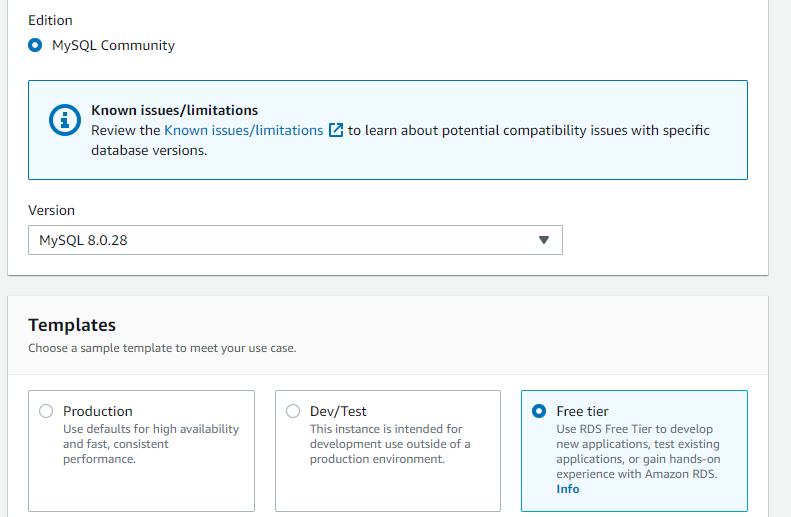 Edition
MySQL Community
Known issues/limitations
Review the Known issues/limitations to learn about potential compatibility issues with specific
database versions.
Version
MySQL 8.0.28
Templates
Choose a sample template to meet your use case.
Production
Use defaults for high availability
and fast, consistent
performance.
Dev/Test
This instance is intended for
development use outside of a
production environment.
Free tier
Use RDS Free Tier to develop
new applications, test existing
applications, or gain hands-on
experience with Amazon RDS.
Info